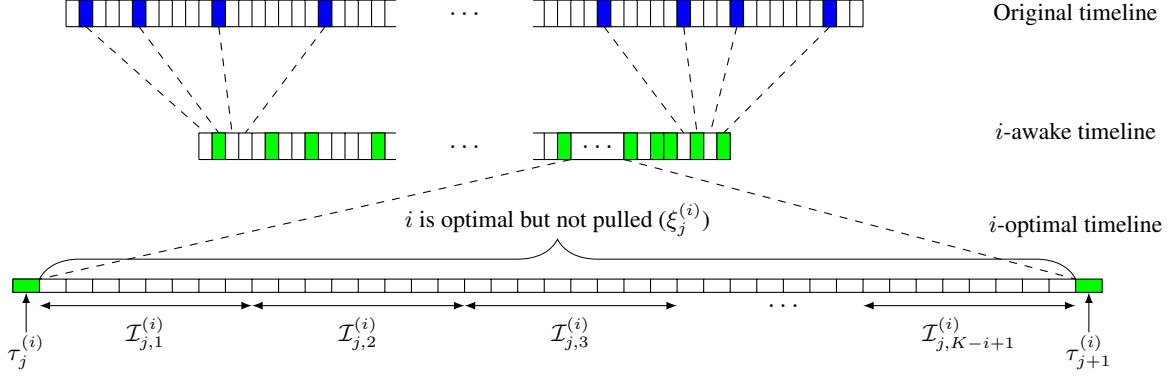 Original timeline
· · ·
i-awake timeline
· · ·
· · ·
i is optimal but not pulled (ξ_j^{(i)})
i-optimal timeline
· · ·
I_{j,1}^{(i)} I_{j,2}^{(i)} I_{j,3}^{(i)} I_{j,K−i+1}^{(i)}
τ_j^{(i)} τ_{j+1}^{(i)}